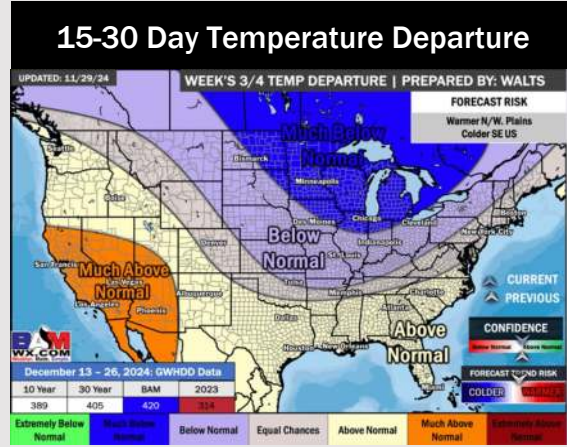 15-30 Day Temperature Departure
UPDATED: 11/29/24
WEEK'S 3/4 TEMP DEPARTURE | PREPARED BY: WALTS
FORECAST RISK
Warmer N/W. Plains
Colder SE US
Much Below
Normal
Seattle
Bismarck
Minneapolis
Boise
Boston
Des Moines
Chicago
Cleveland
New York City
Denver
Below
Normal
Indianapolis
St. Louis
San Francisco
Much Above
Normal
Las Vegas
Los Angeles
Phoenix
Albuquerque
Tulsa
Memphis
Charlotte
Dallas
Atlanta
Above
Normal
Houston
New Orleans
Miami
CURRENT
PREVIOUS
CONFIDENCE
Below Normal
Above Normal
FORECAST TREND RISK
COLDER
WARMER
BAM
WX.COM
December 13 – 26, 2024: GWHDD Data
10 Year 30 Year BAM 2023
389 405 420 314
Extremely Below Normal
Much Below Normal
Below Normal
Equal Chances
Above Normal
Much Above Normal
Extremely Above Normal